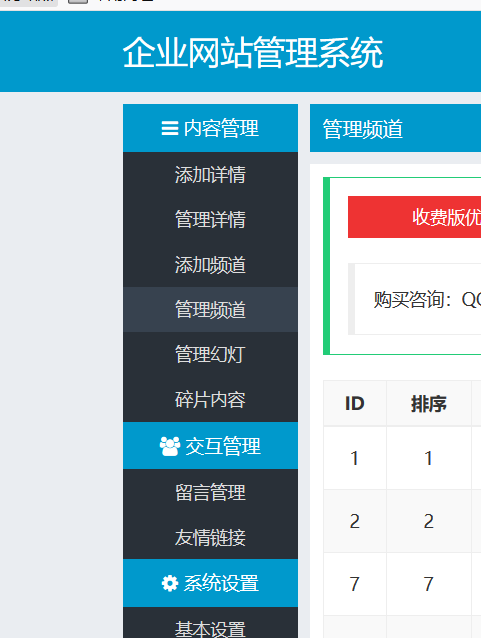 企业网站管理系统
内容管理
添加详情
管理详情
添加频道
管理频道
管理幻灯
碎片内容
交互管理
留言管理
友情链接
系统设置
基本设置
管理频道
收费版优
购买咨询：QQ
ID 排序
1 1
2 2
7 7